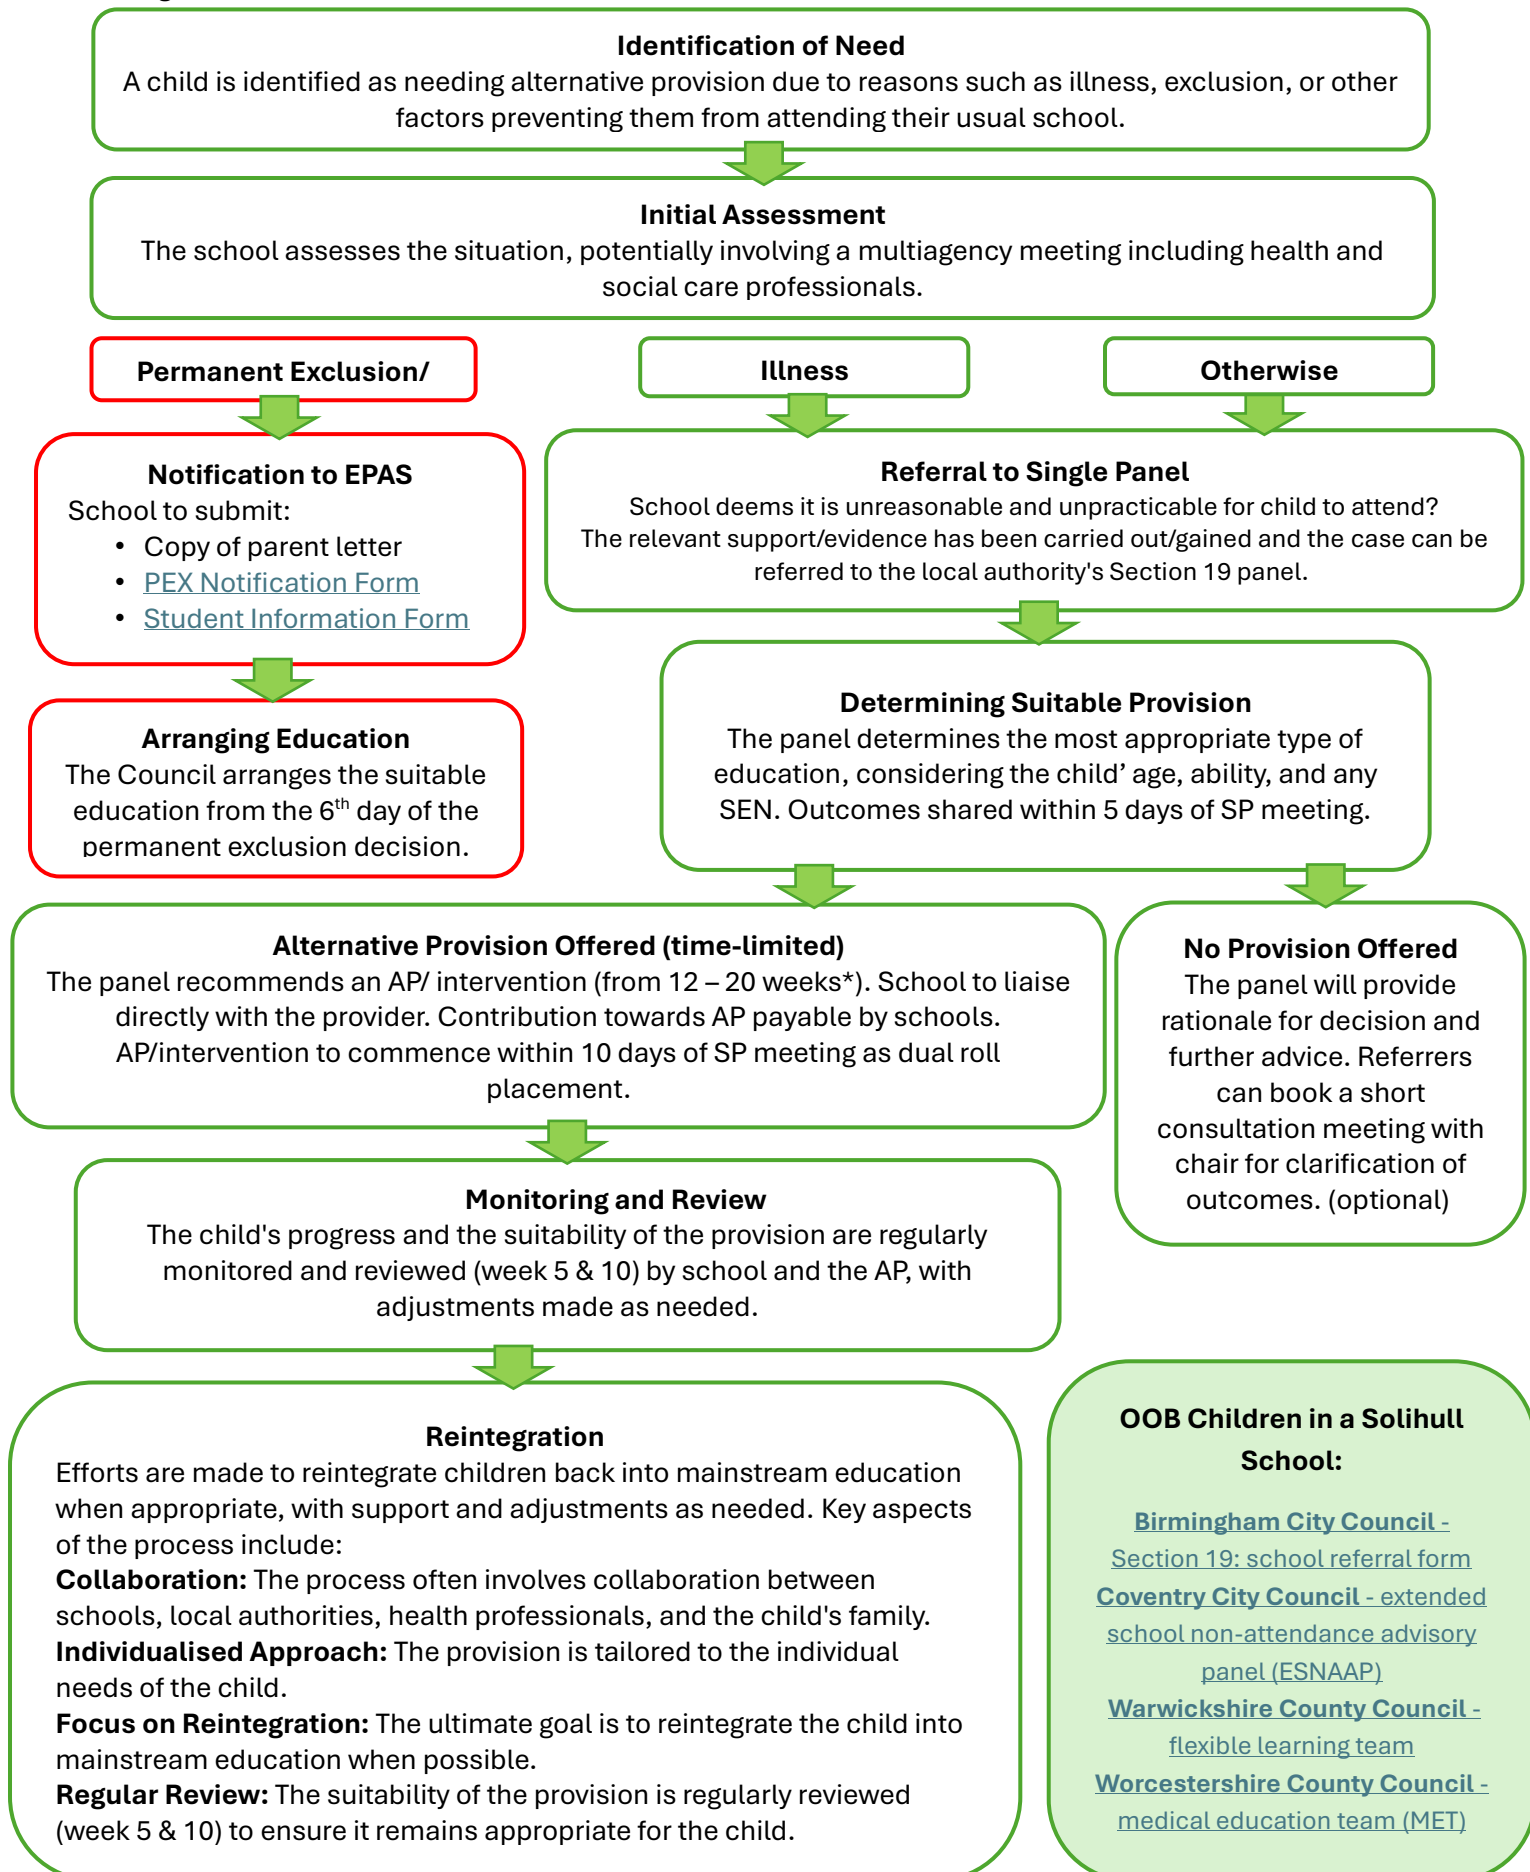 Identification of Need
A child is identified as needing alternative provision due to reasons such as illness, exclusion, or other
factors preventing them from attending their usual school.
Initial Assessment
The school assesses the situation, potentially involving a multiagency meeting including health and
social care professionals.
Permanent Exclusion/
Illness
Otherwise
Notification to EPAS
School to submit:
• Copy of parent letter
• PEX Notification Form
• Student Information Form
Referral to Single Panel
School deems it is unreasonable and unpracticable for child to attend?
The relevant support/evidence has been carried out/gained and the case can be
referred to the local authority's Section 19 panel.
Arranging Education
The Council arranges the suitable
education from the 6th day of the
permanent exclusion decision.
Determining Suitable Provision
The panel determines the most appropriate type of
education, considering the child’ age, ability, and any
SEN. Outcomes shared within 5 days of SP meeting.
Alternative Provision Offered (time-limited)
The panel recommends an AP/ intervention (from 12 – 20 weeks*). School to liaise
directly with the provider. Contribution towards AP payable by schools.
AP/intervention to commence within 10 days of SP meeting as dual roll
placement.
No Provision Offered
The panel will provide
rationale for decision and
further advice. Referrers
can book a short
consultation meeting with
chair for clarification of
outcomes. (optional)
Monitoring and Review
The child's progress and the suitability of the provision are regularly
monitored and reviewed (week 5 & 10) by school and the AP, with
adjustments made as needed.
Reintegration
Efforts are made to reintegrate children back into mainstream education
when appropriate, with support and adjustments as needed. Key aspects
of the process include:
Collaboration: The process often involves collaboration between
schools, local authorities, health professionals, and the child's family.
Individualised Approach: The provision is tailored to the individual
needs of the child.
Focus on Reintegration: The ultimate goal is to reintegrate the child into
mainstream education when possible.
Regular Review: The suitability of the provision is regularly reviewed
(week 5 & 10) to ensure it remains appropriate for the child.
OOB Children in a Solihull
School:
Birmingham City Council -
Section 19: school referral form
Coventry City Council - extended
school non-attendance advisory
panel (ESNAAP)
Warwickshire County Council -
flexible learning team
Worcestershire County Council -
medical education team (MET)